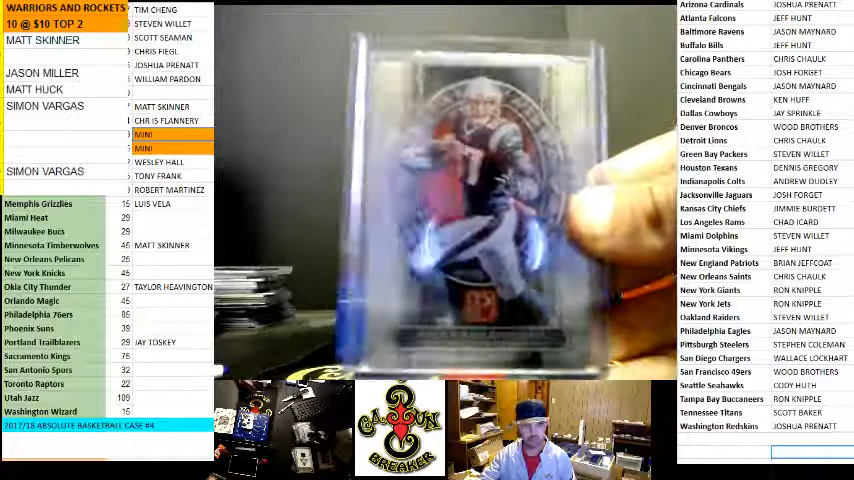 WARRIORS AND ROCKETS
10 @ $10 TOP 2
MATT SKINNER
JASON MILLER
MATT HUCK
SIMON VARGAS
SIMON VARGAS
TIM CHENG
STEVEN WILLET
SCOTT SEAMAN
CHRIS FIEGL
JOSHUA PRENATT
WILLIAM PARDON
MATT SKINNER
CHR IS FLANNERY
MINI
MINI
WESLEY HALL
TONY FRANK
ROBERT MARTINEZ
Memphis Grizzlies 15 LUIS VELA
Miami Heat 29
Milwaukee Bucs 29
Minnesota Timberwolves 45 MATT SKINNER
New Orleans Pelicans 25
New York Knicks 45
Okla City Thunder 27 TAYLOR HEAVINGTON
Orlando Magic 45
Philadelphia 76ers 85
Phoenix Suns 39
Portland Trailblazers 29 JAY TOSKEY
Sacramento Kings 75
San Antonio Spurs 32
Toronto Raptors 22
Utah Jazz 109
Washington Wizard 15
2017/18 ABSOLUTE BASKETBALL CASE #4
CAJUN
BREAKER
Arizona Cardinals JOSHUA PRENATT
Atlanta Falcons JEFF HUNT
Baltimore Ravens JASON MAYNARD
Buffalo Bills JEFF HUNT
Carolina Panthers CHRIS CHAULK
Chicago Bears JOSH FORGET
Cincinnati Bengals JASON MAYNARD
Cleveland Browns KEN HUFF
Dallas Cowboys JAY SPRINKLE
Denver Broncos WOOD BROTHERS
Detroit Lions CHRIS CHAULK
Green Bay Packers STEVEN WILLET
Houston Texans DENNIS GREGORY
Indianapolis Colts ANDREW DUDLEY
Jacksonville Jaguars JOSH FORGET
Kansas City Chiefs JIMMIE BURDETT
Los Angeles Rams CHAD ICARD
Miami Dolphins STEVEN WILLET
Minnesota Vikings JEFF HUNT
New England Patriots BRIAN JEFFCOAT
New Orleans Saints CHRIS CHAULK
New York Giants RON KNIPPLE
New York Jets RON KNIPPLE
Oakland Raiders STEVEN WILLET
Philadelphia Eagles JASON MAYNARD
Pittsburgh Steelers STEPHEN COLEMAN
San Diego Chargers WALLACE LOCKHART
San Francisco 49ers WOOD BROTHERS
Seattle Seahawks CODY HUTH
Tampa Bay Buccaneers RON KNIPPLE
Tennessee Titans SCOTT BAKER
Washington Redskins JOSHUA PRENATT